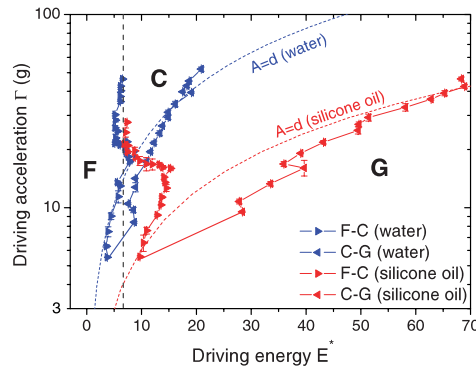 100
10
3
Driving acceleration Γ (g)
F
C
G
A=d (water)
A=d (silicone oil)
F-C (water)
C-G (water)
F-C (silicone oil)
C-G (silicone oil)
0 10 20 30 40 50 60 70
Driving energy E*